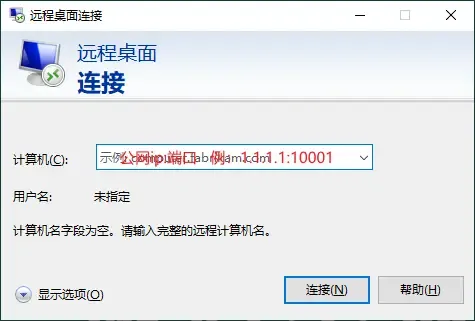 远程桌面连接
远程桌面
连接
计算机(C):
示例: computer.fabrikam.com
公网ip:端口 例: 1.1.1.1:10001
用户名:
未指定
计算机名字段为空。请输入完整的远程计算机名。
显示选项(O)
连接(N)
帮助(H)